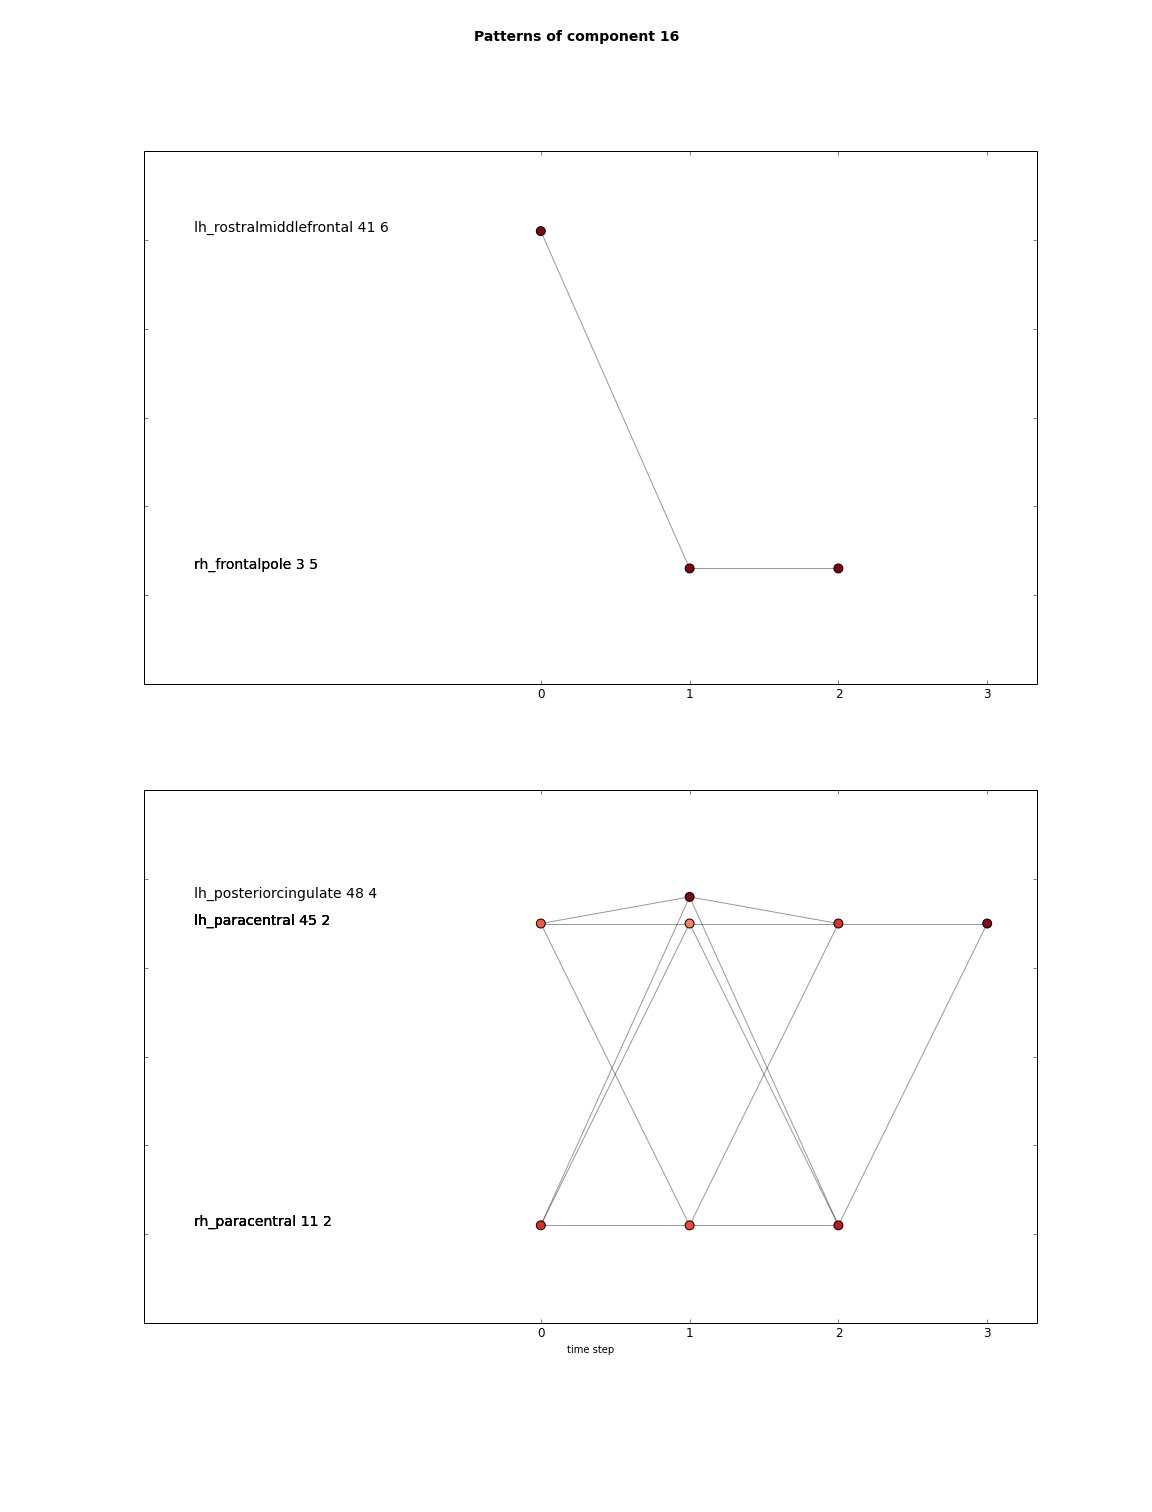 Patterns of component 16
lh_rostralmiddlefrontal 41 6
rh_frontalpole 3 5
0 1 2 3
lh_posteriorcingulate 48 4
lh_paracentral 45 2
rh_paracentral 11 2
0 1 2 3
time step